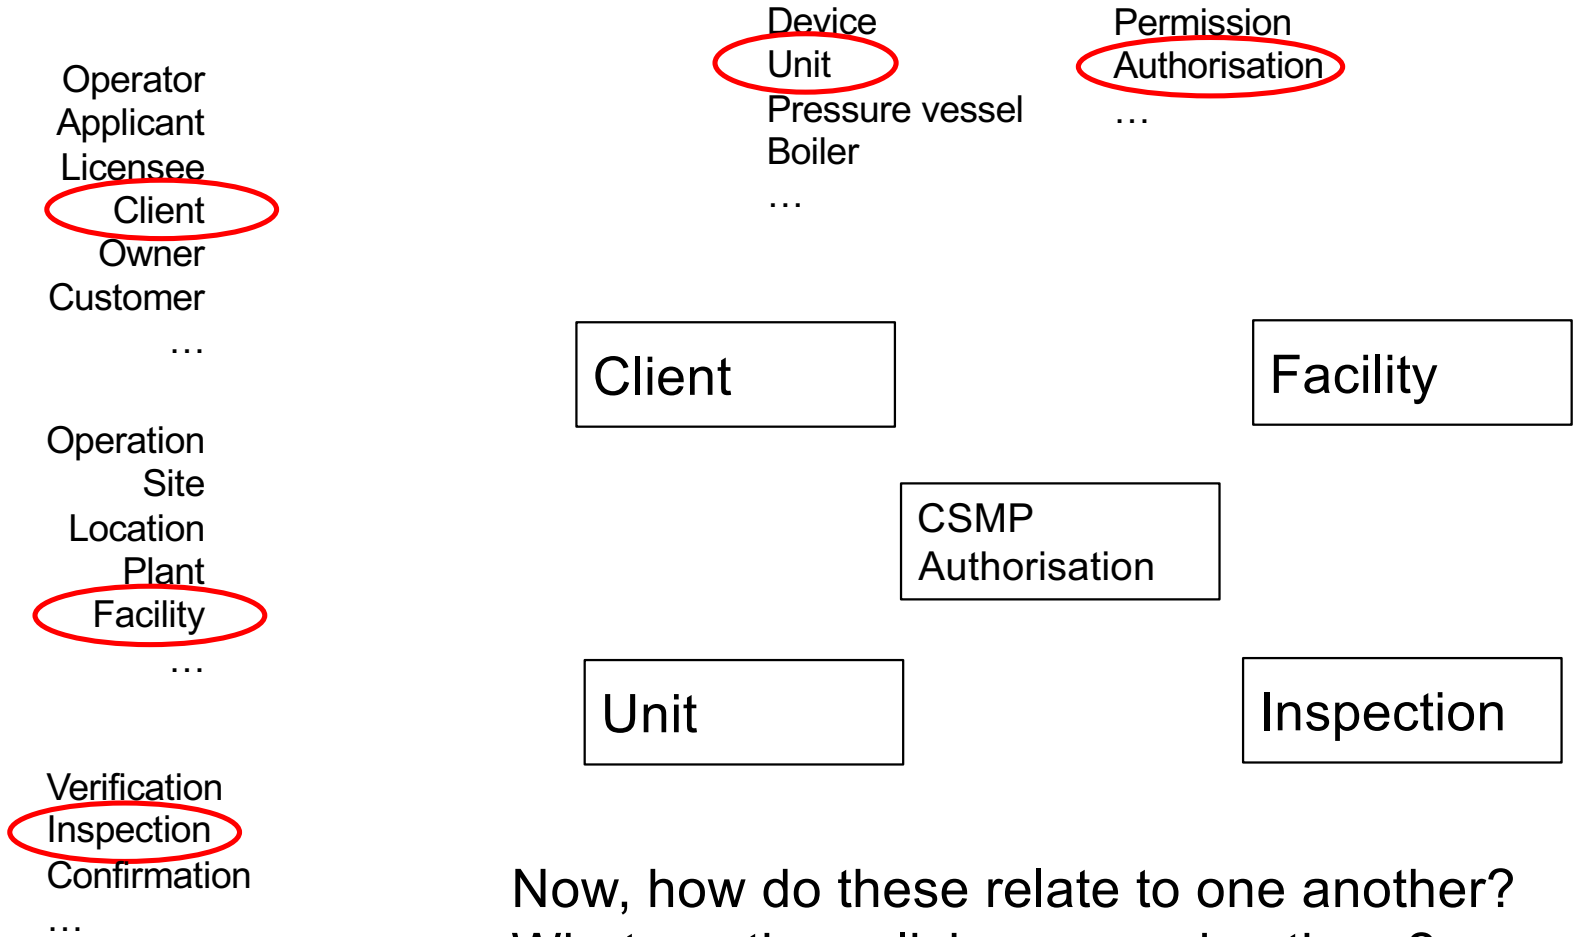 Operator
Applicant
Licensee
Client
Owner
Customer
…
Operation
Site
Location
Plant
Facility
…
Verification
Inspection
Confirmation
…
Device
Unit
Pressure vessel
Boiler
…
Permission
Authorisation
…
Client
Facility
CSMP
Authorisation
Unit
Inspection
Now, how do these relate to one another?